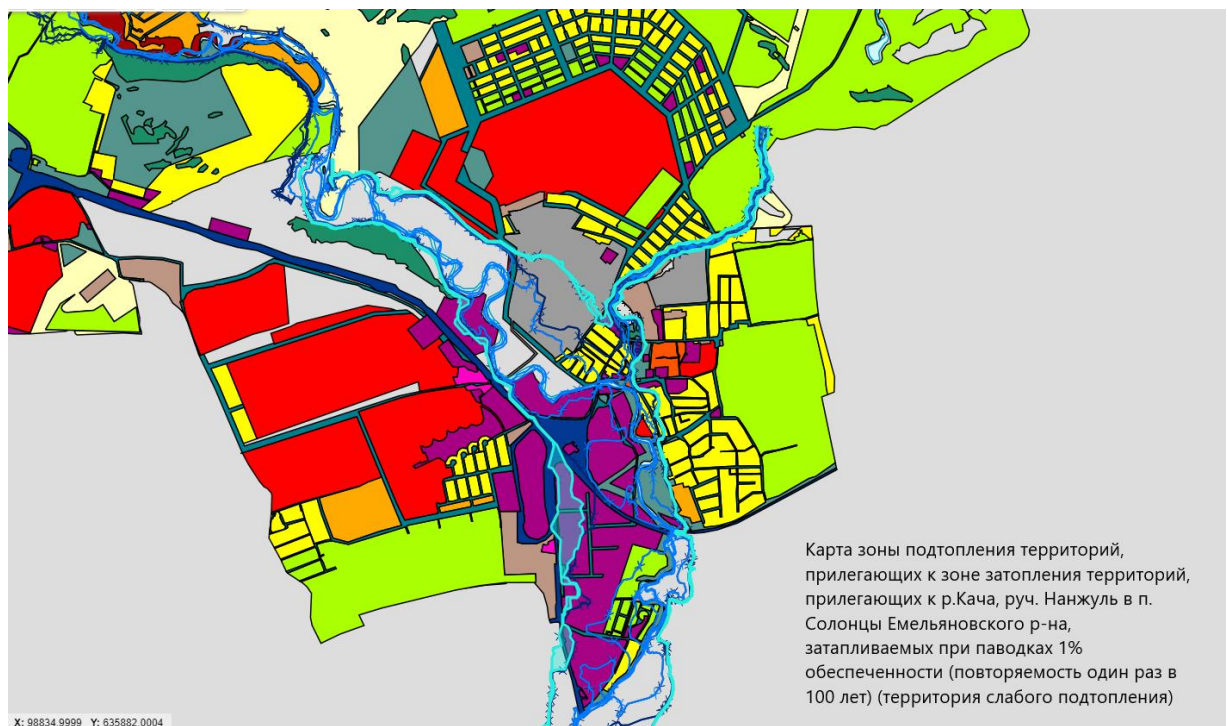 Карта зоны подтопления территорий,
прилегающих к зоне затопления территорий,
прилегающих к р.Кача, руч. Нанжуль в п.
Солонцы Емельяновского р-на,
затапливаемых при паводках 1%
обеспеченности (повторяемость один раз в
100 лет) (территория слабого подтопления)
X: 98834.9999 Y: 635882.0004